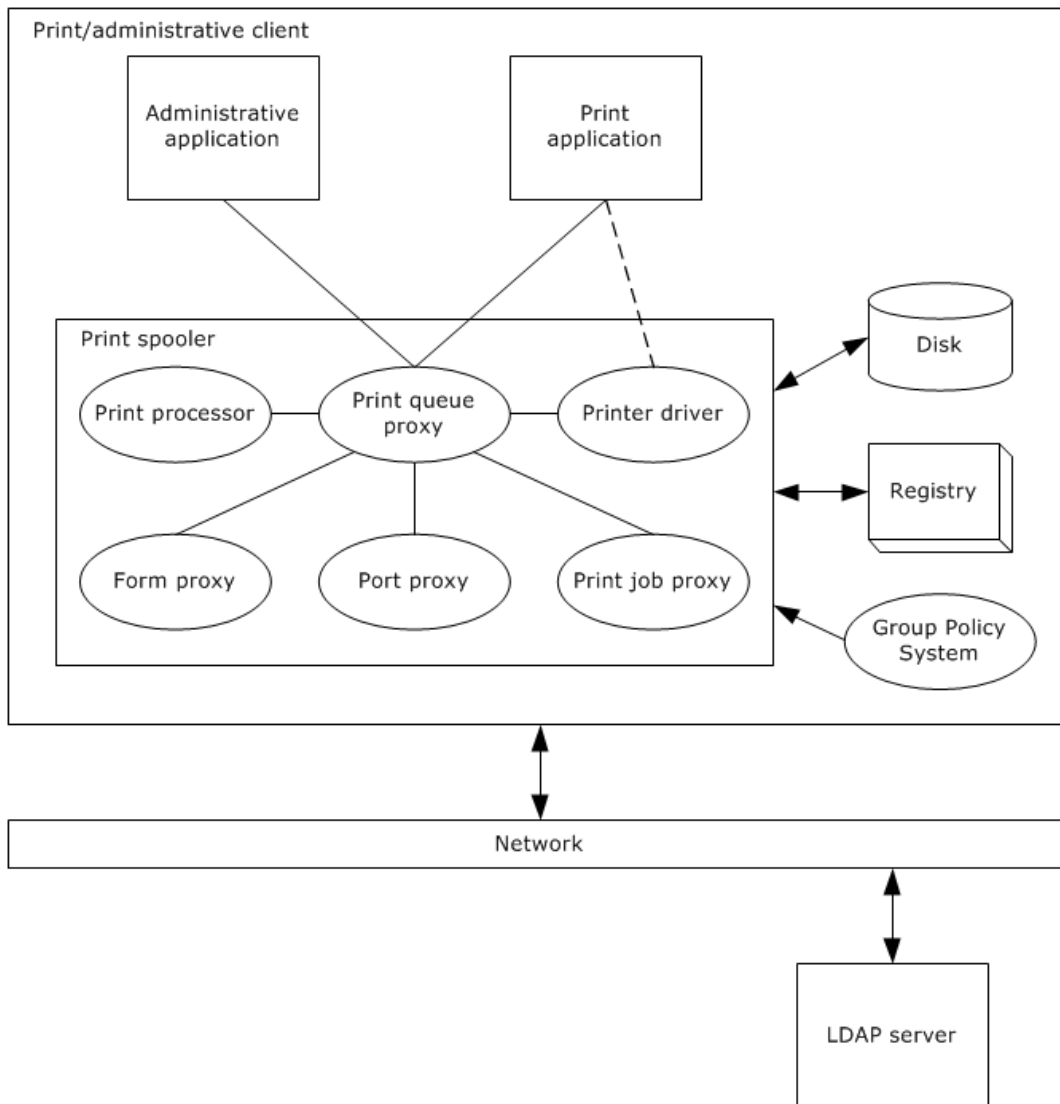 Print/administrative client
Administrative
application
Print
application
Print spooler
Disk
Print processor
Print queue
proxy
Printer driver
Registry
Form proxy
Port proxy
Print job proxy
Group Policy
System
Network
LDAP server